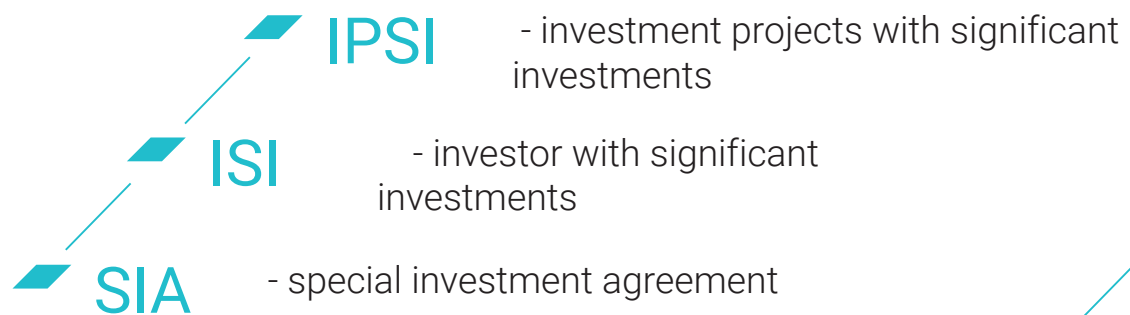 IPSI - investment projects with significant
investments
ISI - investor with significant
investments
SIA - special investment agreement